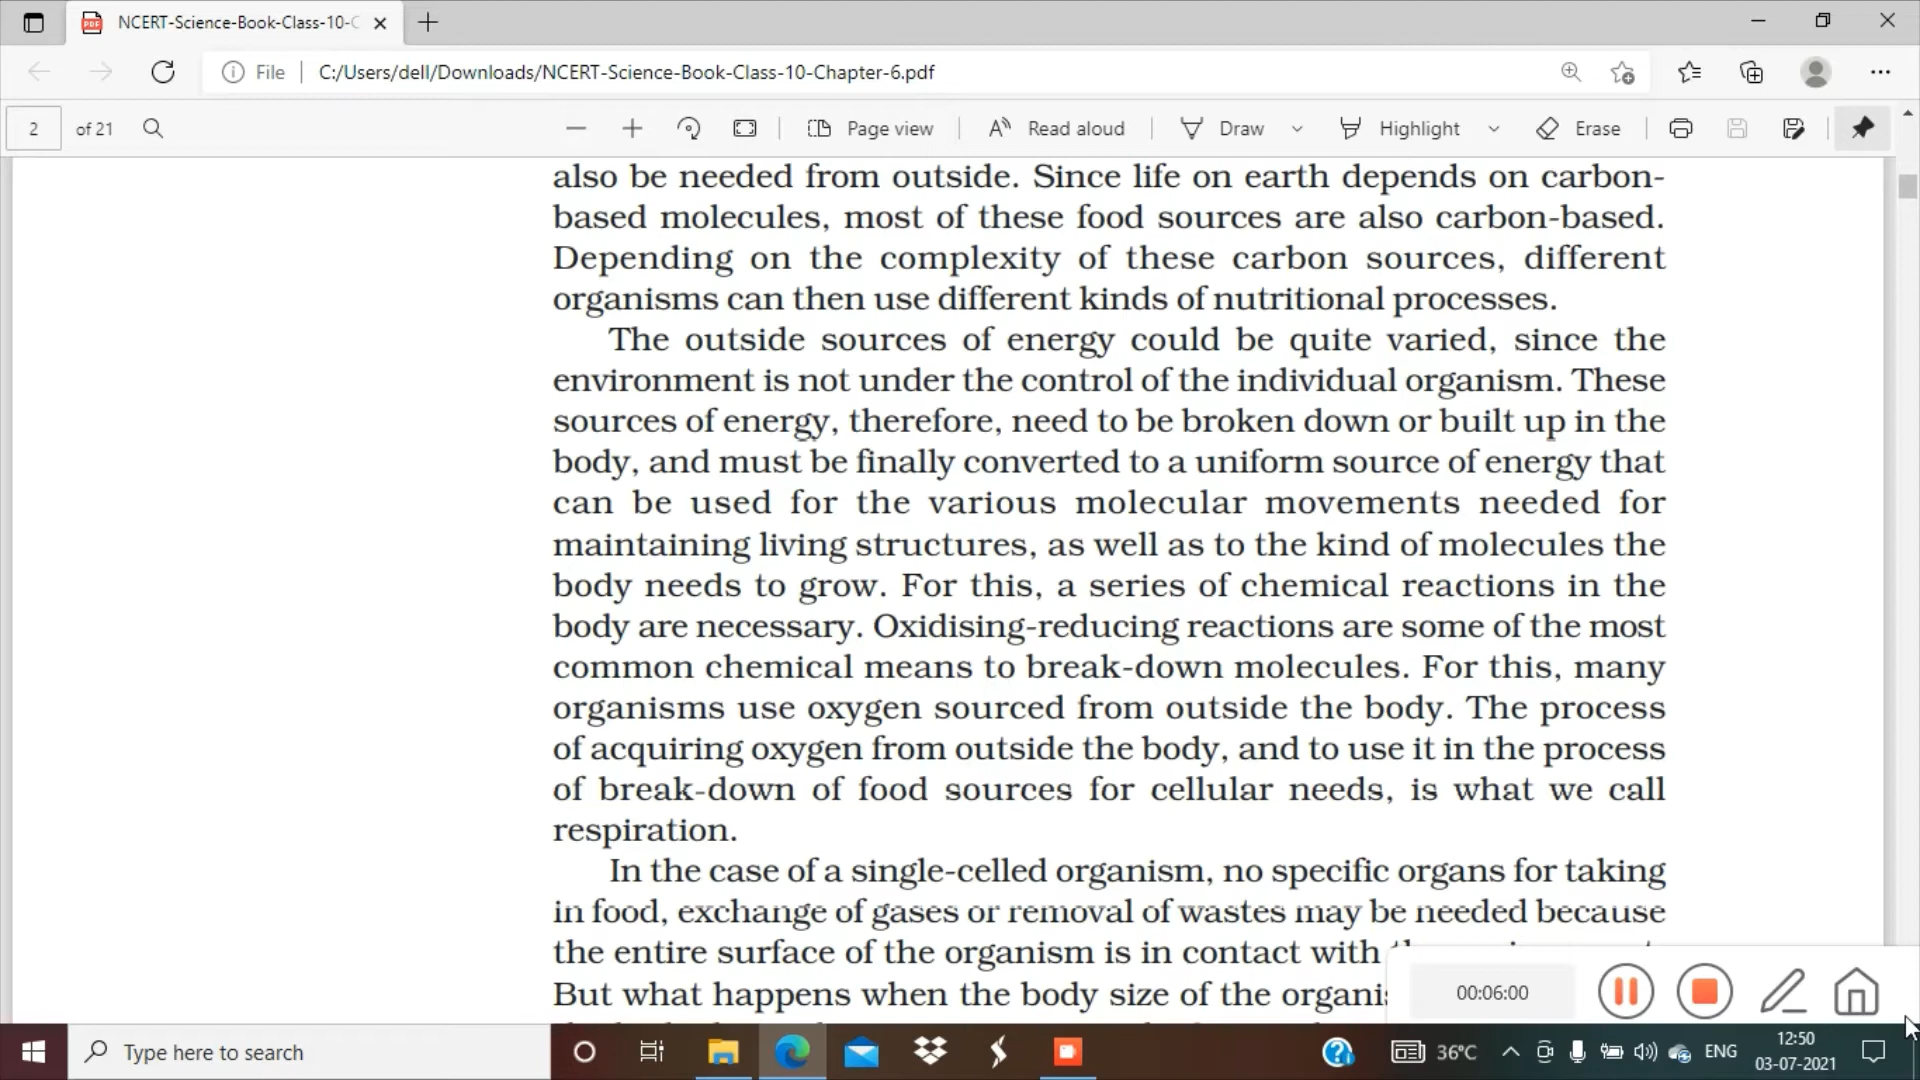 NCERT-Science-Book-Class-10-C
File
C:/Users/dell/Downloads/NCERT-Science-Book-Class-10-Chapter-6.pdf
2 of 21
Page view
Read aloud
Draw
Highlight
Erase
also be needed from outside. Since life on earth depends on carbon-
based molecules, most of these food sources are also carbon-based.
Depending on the complexity of these carbon sources, different
organisms can then use different kinds of nutritional processes.
The outside sources of energy could be quite varied, since the
environment is not under the control of the individual organism. These
sources of energy, therefore, need to be broken down or built up in the
body, and must be finally converted to a uniform source of energy that
can be used for the various molecular movements needed for
maintaining living structures, as well as to the kind of molecules the
body needs to grow. For this, a series of chemical reactions in the
body are necessary. Oxidising-reducing reactions are some of the most
common chemical means to break-down molecules. For this, many
organisms use oxygen sourced from outside the body. The process
of acquiring oxygen from outside the body, and to use it in the process
of break-down of food sources for cellular needs, is what we call
respiration.
In the case of a single-celled organism, no specific organs for taking
in food, exchange of gases or removal of wastes may be needed because
the entire surface of the organism is in contact with
But what happens when the body size of the
00:06:00
Type here to search
36°C
ENG
12:50
03-07-2021